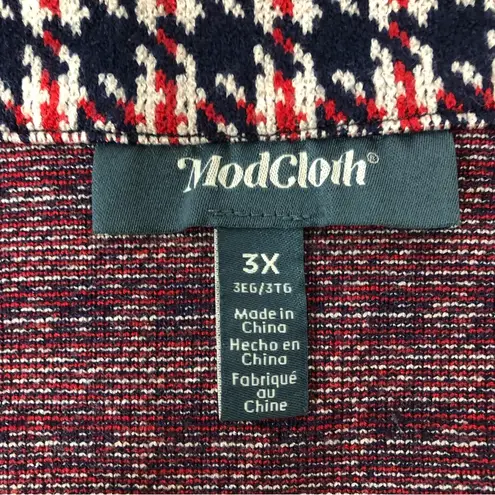 ModCloth®
3X
3EG/3TG
Made in
China
Hecho en
China
Fabriqué
au
Chine